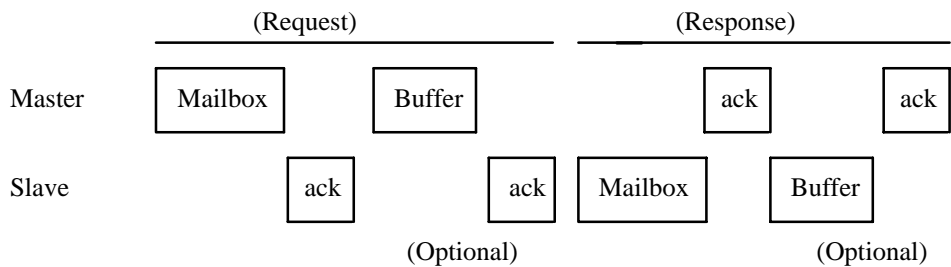 (Request) (Response)
Master Mailbox Buffer ack ack
Slave ack ack Mailbox Buffer
(Optional) (Optional)